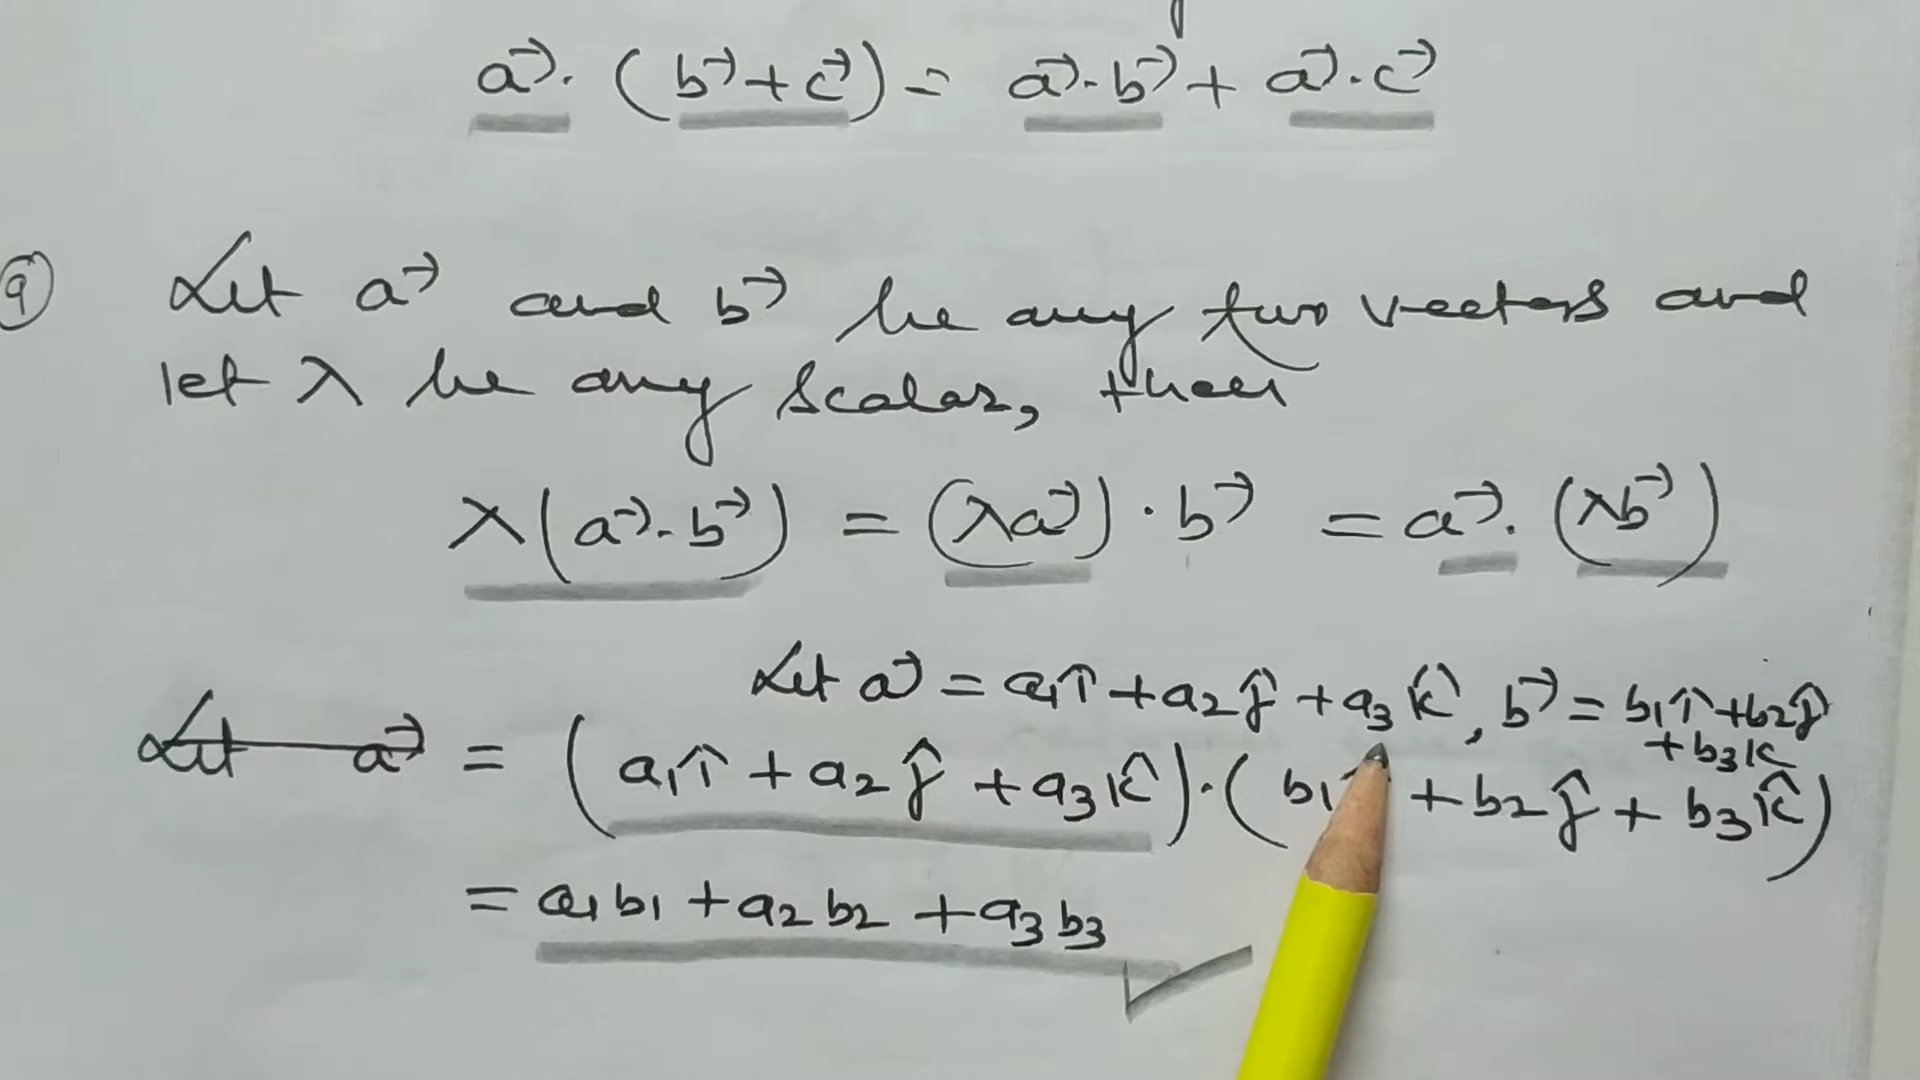 a⃗ · (b⃗ + c⃗) = a⃗ · b⃗ + a⃗ · c⃗
⑨ Let a⃗ and b⃗ be any two vectors and
let λ be any scalar, then
λ(a⃗ · b⃗) = (λa⃗) · b⃗ = a⃗ · (λb⃗)
Let a⃗ = a₁î + a₂ĵ + a₃k̂, b⃗ = b₁î + b₂ĵ
+ b₃k
Let a⃗ = (a₁î + a₂ĵ + a₃k̂) · (b₁ + b₂ĵ + b₃k̂)
= a₁b₁ + a₂b₂ + a₃b₃